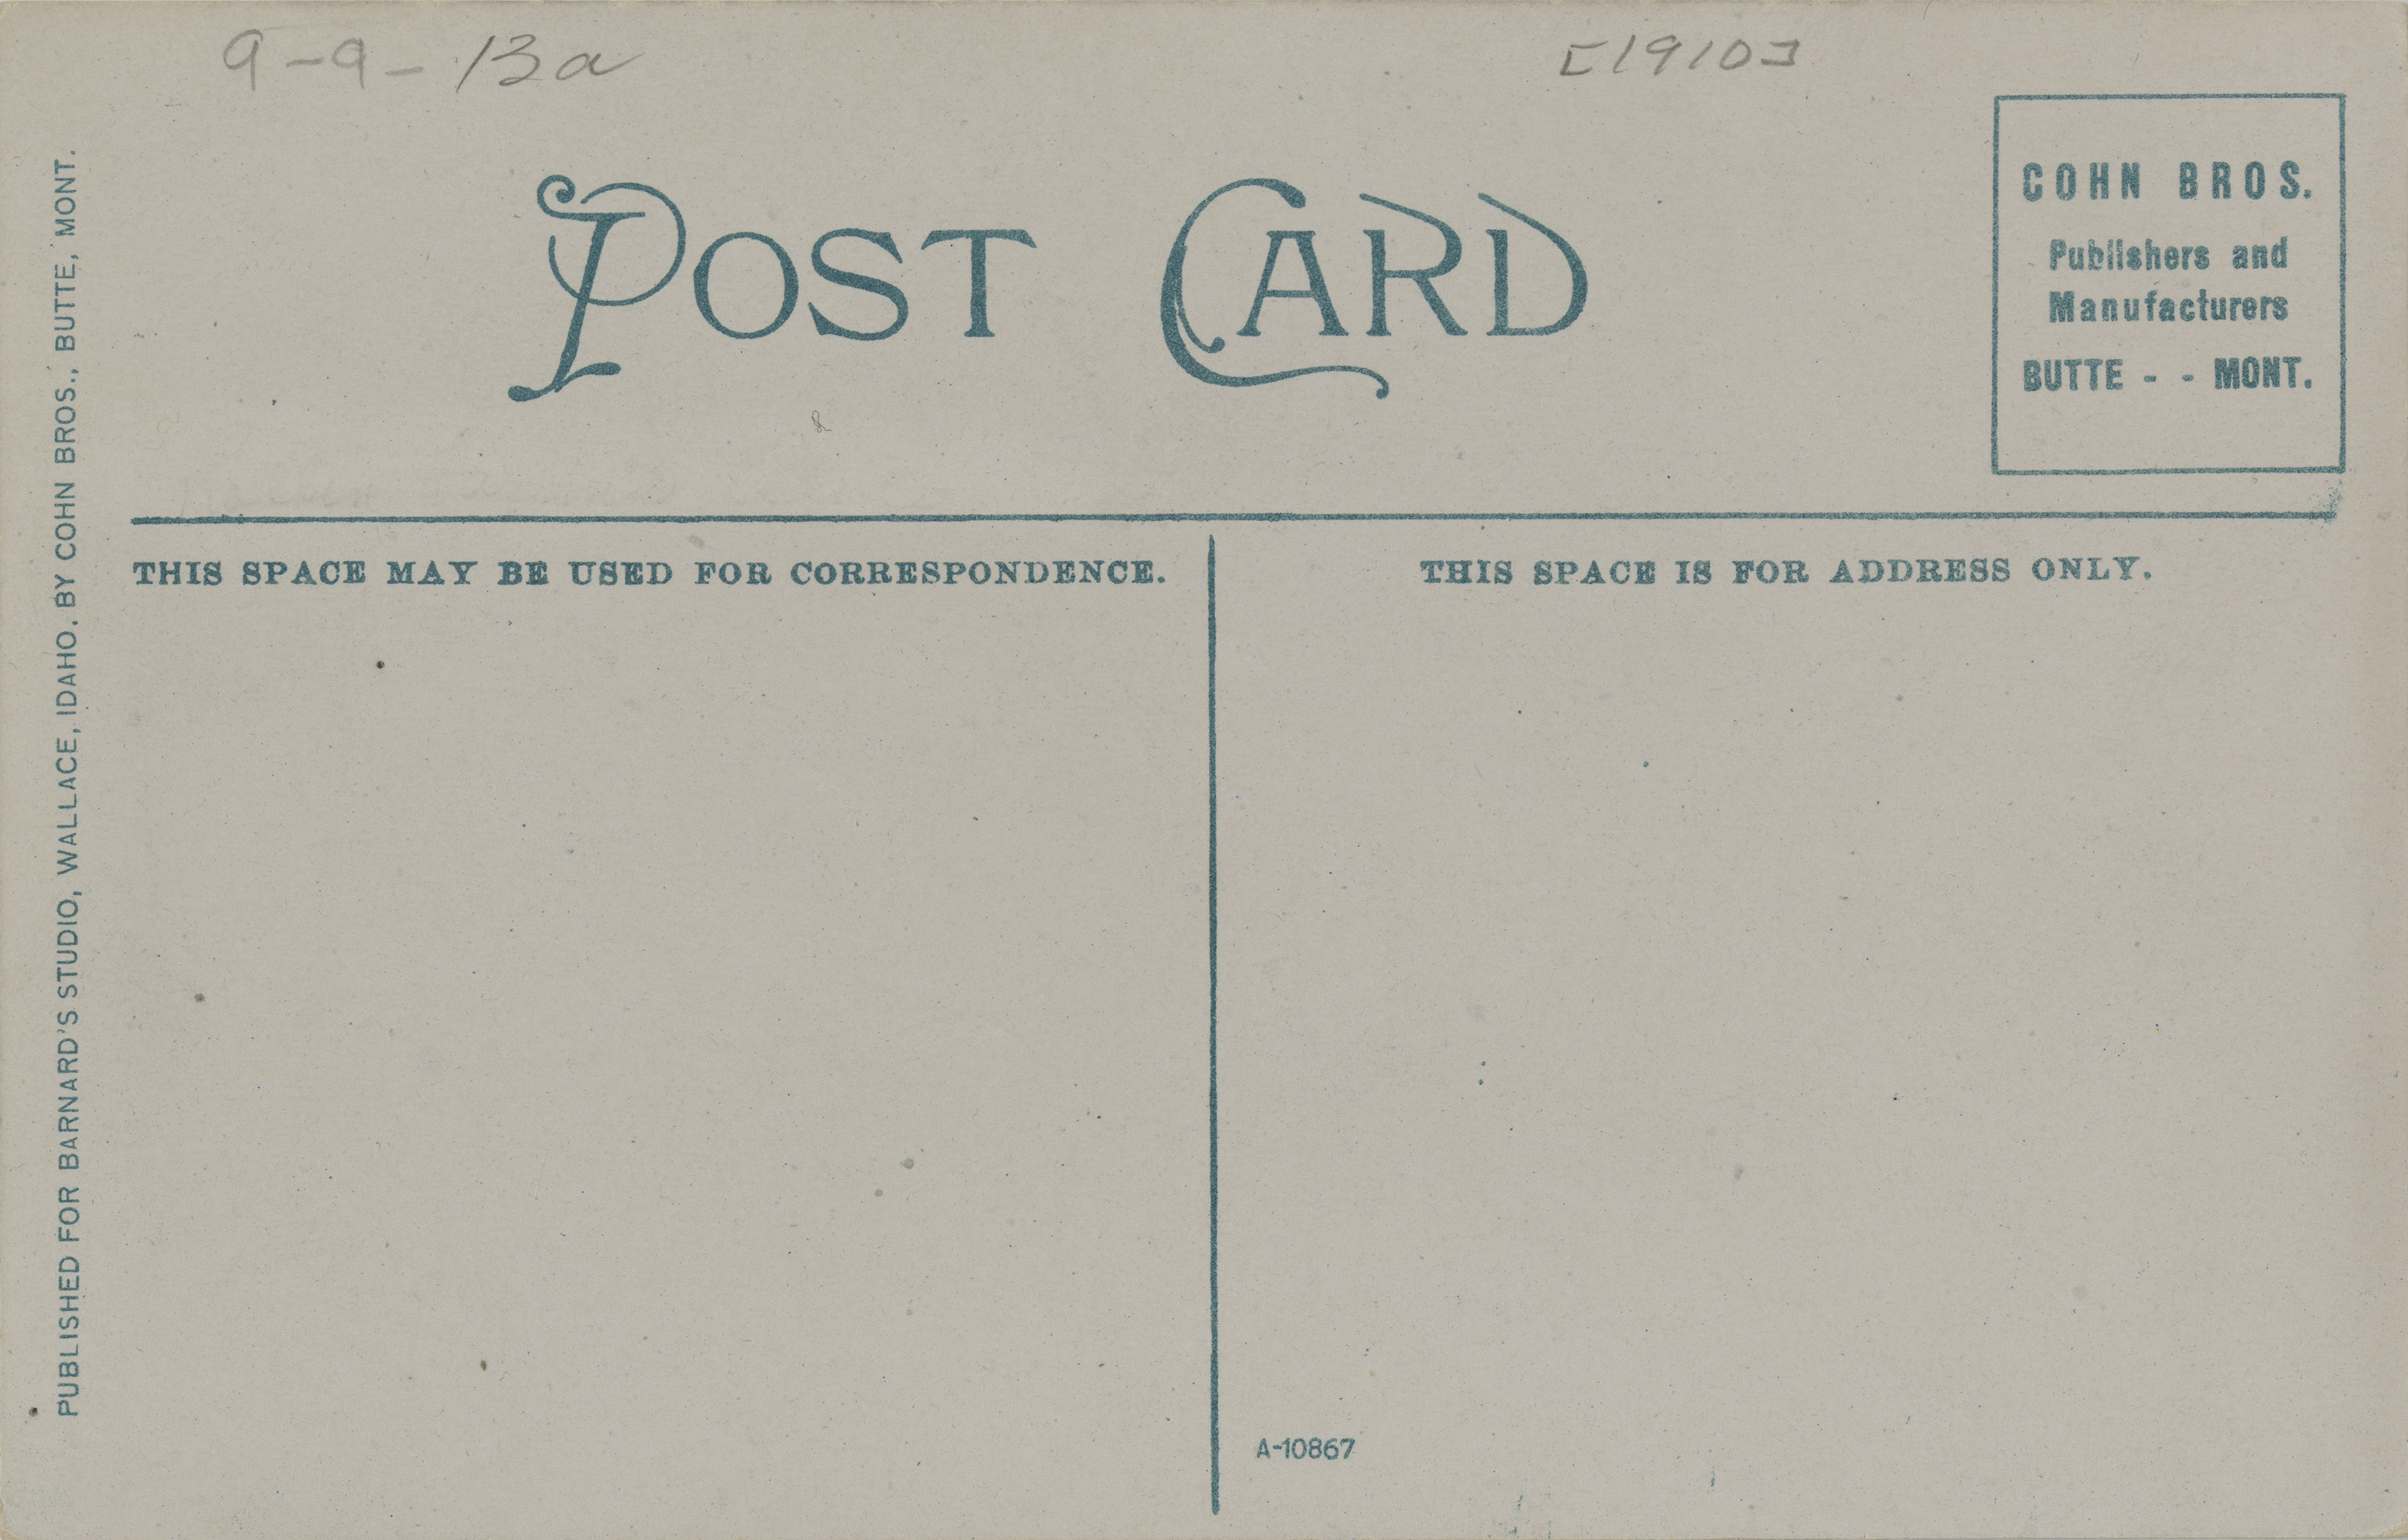 9-9-13a
[1910]
POST CARD
COHN BROS.
Publishers and
Manufacturers
BUTTE - - MONT.
THIS SPACE MAY BE USED FOR CORRESPONDENCE.
THIS SPACE IS FOR ADDRESS ONLY.
PUBLISHED FOR BARNARD'S STUDIO, WALLACE, IDAHO. BY COHN BROS., BUTTE, MONT.
A-10867